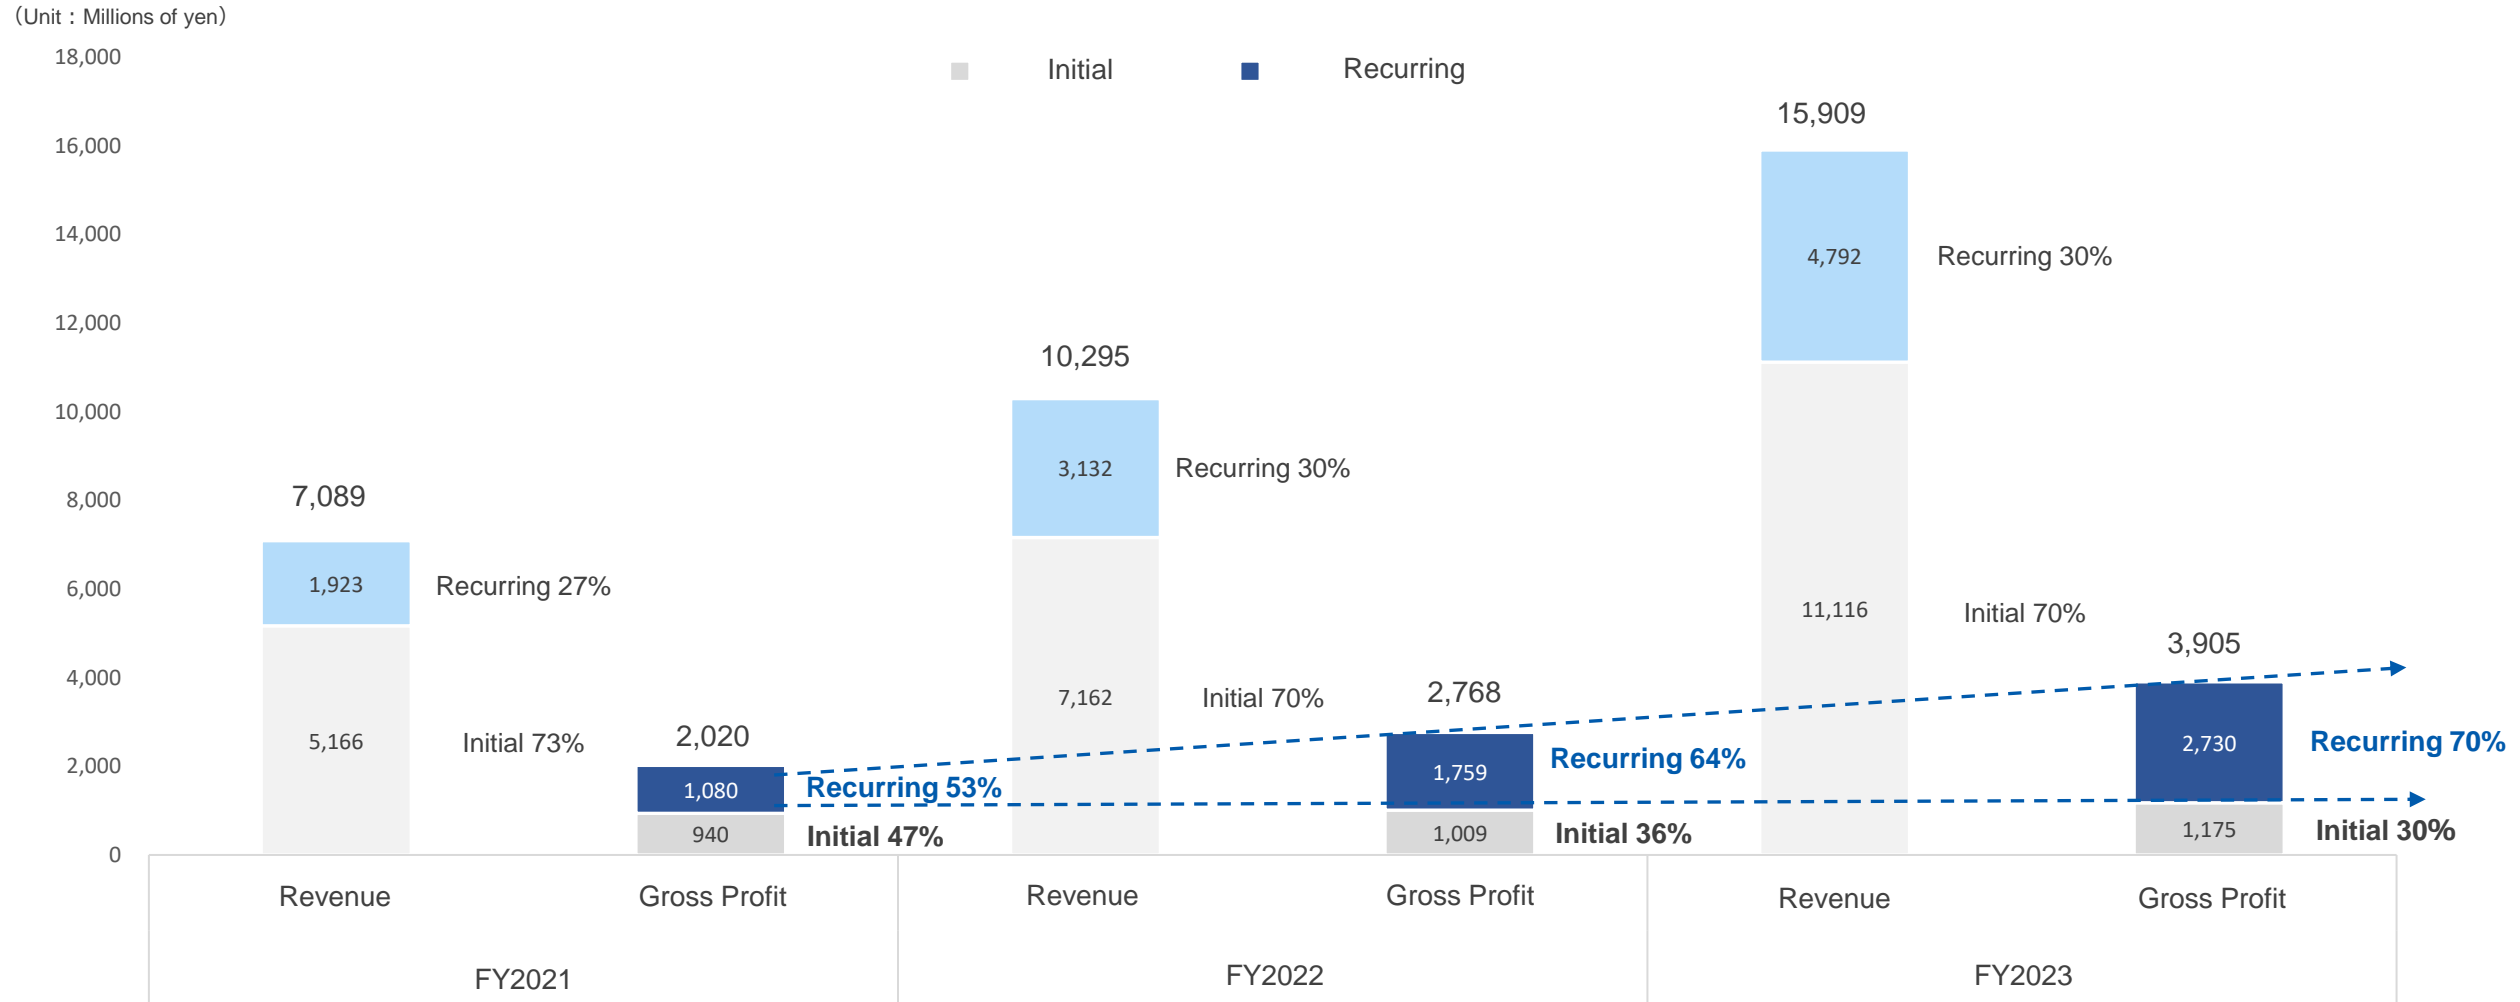 （Unit：Millions of yen）
18,000
16,000
14,000
12,000
10,000
8,000
6,000
4,000
2,000
0
Initial
Recurring
7,089
1,923
Recurring 27%
5,166
Initial 73%
2,020
1,080
Recurring 53%
940
Initial 47%
10,295
3,132
Recurring 30%
7,162
Initial 70%
2,768
1,759
Recurring 64%
1,009
Initial 36%
15,909
4,792
Recurring 30%
11,116
Initial 70%
3,905
2,730
Recurring 70%
1,175
Initial 30%
Revenue
Gross Profit
Revenue
Gross Profit
Revenue
Gross Profit
FY2021
FY2022
FY2023